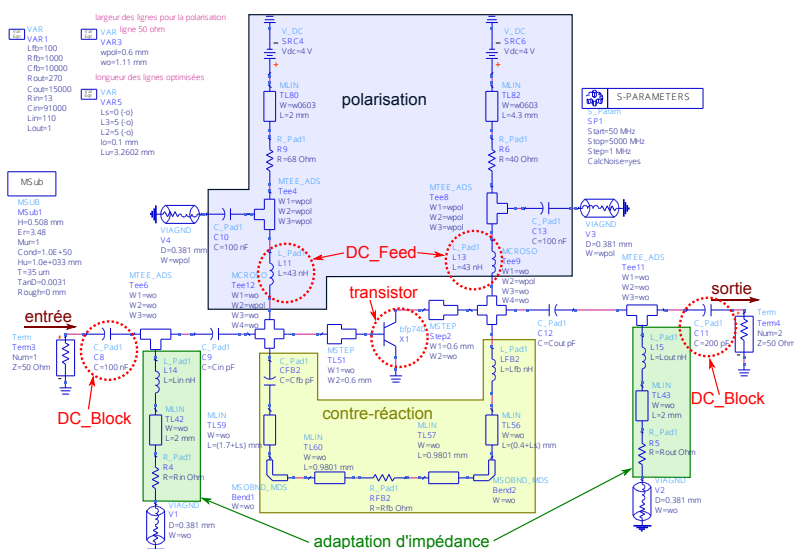 largeur des lignes pour la polarisation
VAR
VAR1
Lfb=100
Rfb=1000
Cfb=10000
Rout=270
Cout=15000
Rin=13
Cin=91000
Lin=110
Lout=1
VAR
ligne 50 ohm
VAR3
wpol=0.6 mm
wo=1.11 mm
longueur des lignes optimisées
VAR
VAR5
Ls=0 {-o}
L3=5 {-o}
L2=5 {-o}
lo=0.1 mm
Lu=3.2602 mm
MSub
MSUB
MSub1
H=0.508 mm
Er=3.48
Mur=1
Cond=1.0E+50
Hu=1.0e+033 mm
T=35 um
TanD=0.0031
Rough=0 mm
V_DC
SRC4
Vdc=4 V
V_DC
SRC6
Vdc=4 V
polarisation
MLIN
TL80
W=w0603
L=2 mm
MLIN
TL82
W=w0603
L=4.3 mm
S-PARAMETERS
S_Param
SP1
Start=50 MHz
Stop=5000 MHz
Step=1 MHz
CalcNoise=yes
R_Pad1
R9
R=68 Ohm
R_Pad1
R6
R=40 Ohm
MTEE_ADS
Tee4
W1=wpol
W2=wpol
W3=wpol
MTEE_ADS
Tee8
W1=wpol
W2=wpol
W3=wpol
VIAGND
V4
D=0.381 mm
W=wpol
C_Pad1
C10
C=100 nF
C_Pad1
C13
C=100 nF
VIAGND
V3
D=0.381 mm
W=wpol
L_Pad1
L11
L=43 nH
DC_Feed
L_Pad1
L13
L=43 nH
MCROSO
Tee12
W1=wo
W2=wpol
W3=wo
W4=wo
MCROSO
Tee9
W1=wo
W2=wpol
W3=wo
W4=wo
transistor
MTEE_ADS
Tee6
W1=wo
W2=wo
W3=wo
MTEE_ADS
Tee11
W1=wo
W2=wo
M3=wo
entrée
sortie
Term
Term3
Num=1
Z=50 Ohm
C_Pad1
C8
C=100 nF
C_Pad1
C9
C=Cin pF
MSTEP
TL51
W1=wo
W2=0.6 mm
bfp740
X1
MSTEP
Step2
W1=0.6 mm
W2=wo
C_Pad1
C12
C=Cout pF
C_Pad1
C11
C=200 pF
Term
Term4
Num=2
Z=50 Ohm
DC_Block
DC_Block
L_Pad1
L14
L=Lin nH
CFB2
C=Cfb pF
L_Pad1
LFB2
L=Lfb nH
L_Pad1
L15
L=Lout nH
contre-réaction
MLIN
TL42
W=wo
L=2 mm
MLIN
TL59
W=wo
L=(1.7+Ls) mm
MLIN
TL60
W=wo
L=0.9801 mm
MLIN
TL57
W=wo
L=0.9801 mm
MLIN
TL56
W=wo
L=(0.4+Ls) mm
MLIN
TL43
W=wo
L=2 mm
R_Pad1
R4
R=Rin Ohm
MSOBND_MDS
Bend1
W=wo
R_Pad1
RFB2
R=Rfb Ohm
MSOBND_MDS
Bend2
W=wo
R_Pad1
R5
R=Rout Ohm
VIAGND
V1
D=0.381 mm
W=wo
VIAGND
V2
D=0.381 mm
W=wo
adaptation d'impédance